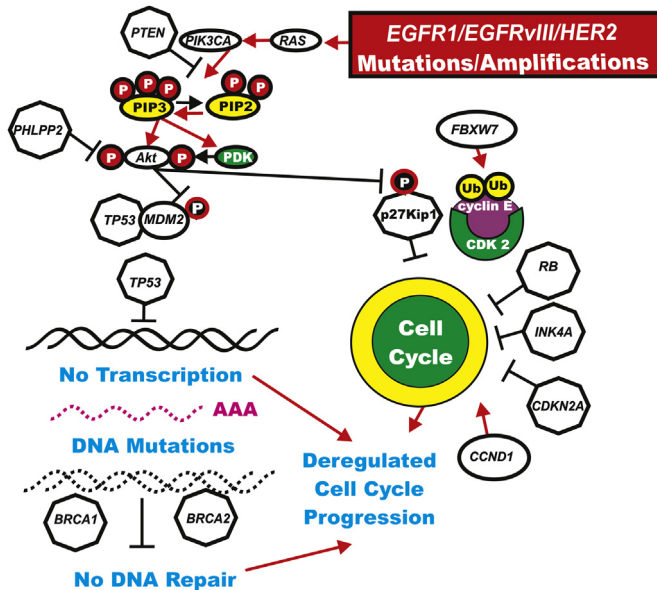 EGFR1/EGFRvIII/HER2
Mutations/Amplifications
PTEN
PIK3CA
RAS
P P P
P P
PIP3
PIP2
PHLPP2
P
Akt
P
PDK
FBXW7
P
Ub
Ub
cyclin E
CDK 2
p27Kip1
TP53
MDM2
P
TP53
RB
Cell
Cycle
INK4A
No Transcription
CDKN2A
AAA
DNA Mutations
CCND1
Deregulated
Cell Cycle
Progression
BRCA1
BRCA2
No DNA Repair